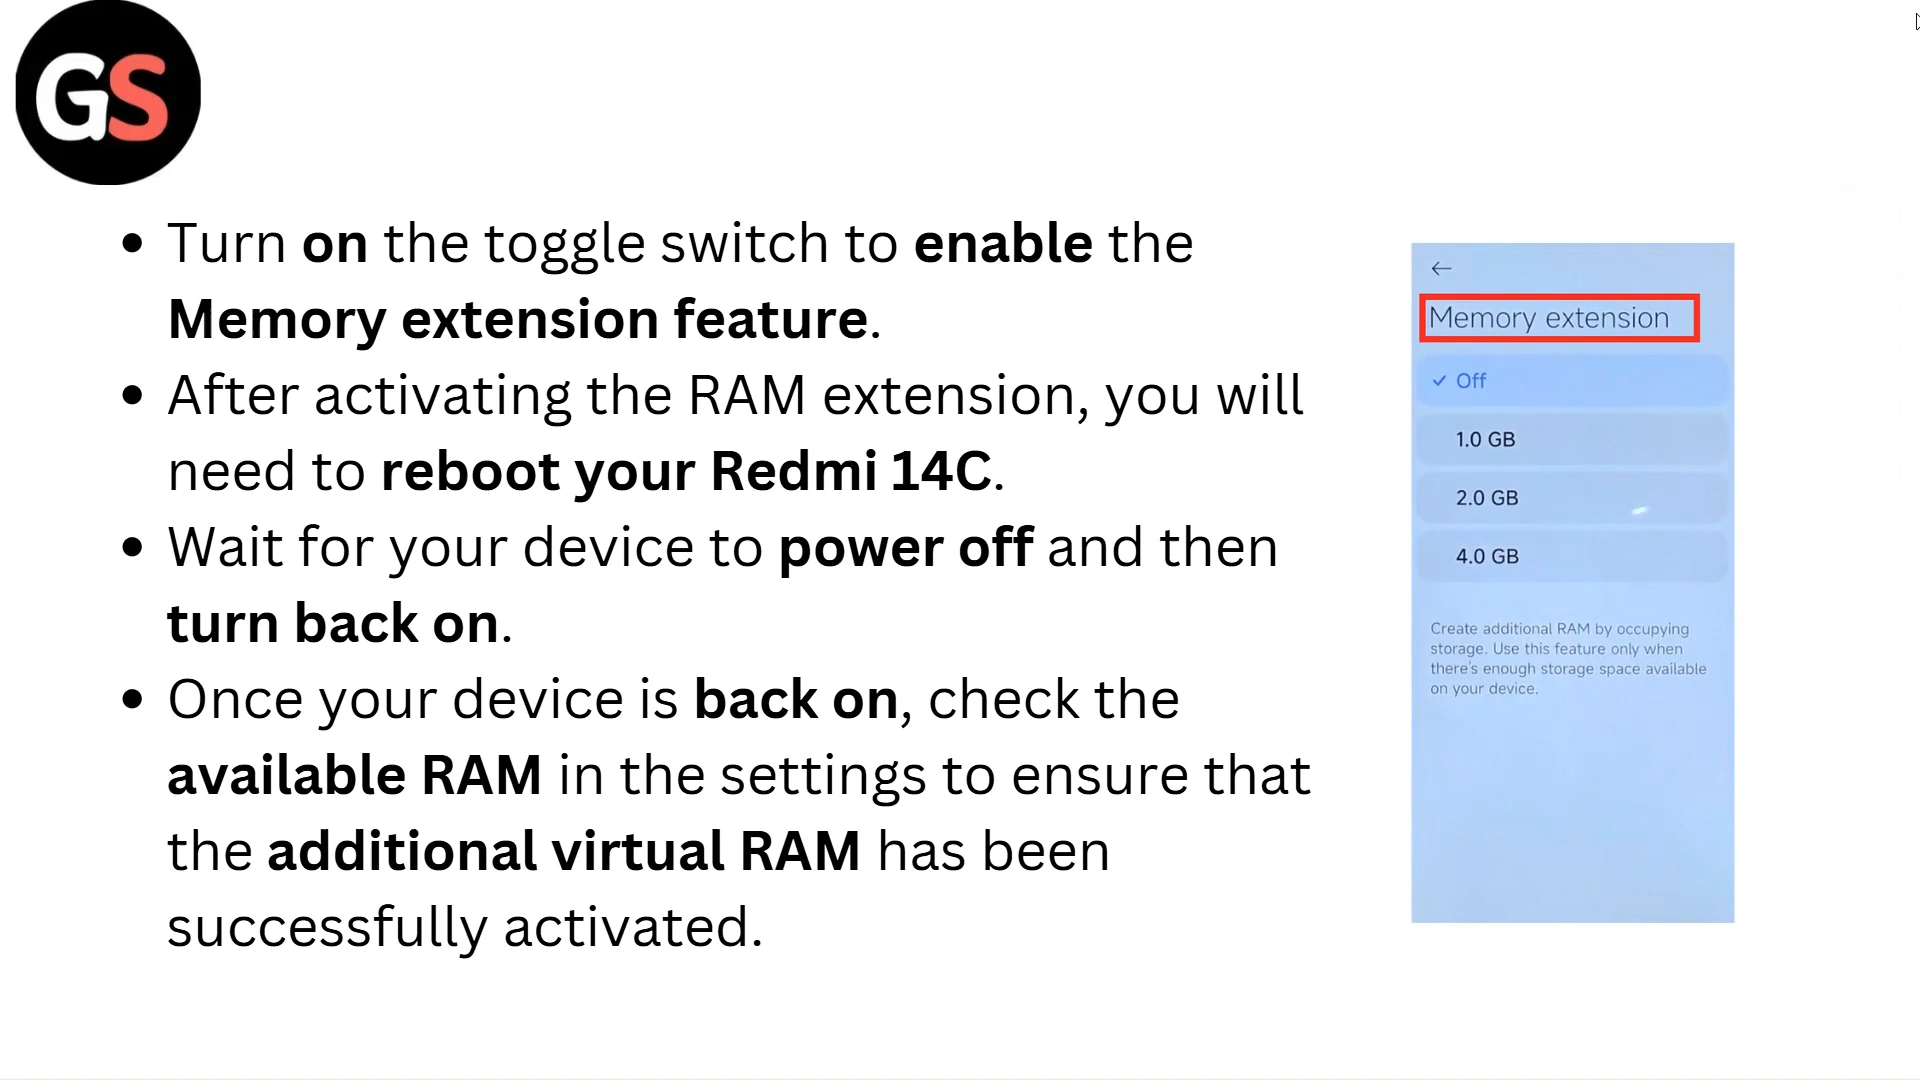 GS
• Turn on the toggle switch to enable the
Memory extension feature.
• After activating the RAM extension, you will
need to reboot your Redmi 14C.
• Wait for your device to power off and then
turn back on.
• Once your device is back on, check the
available RAM in the settings to ensure that
the additional virtual RAM has been
successfully activated.
←
Memory extension
✓ Off
1.0 GB
2.0 GB
4.0 GB
Create additional RAM by occupying
storage. Use this feature only when
there's enough storage space available
on your device.